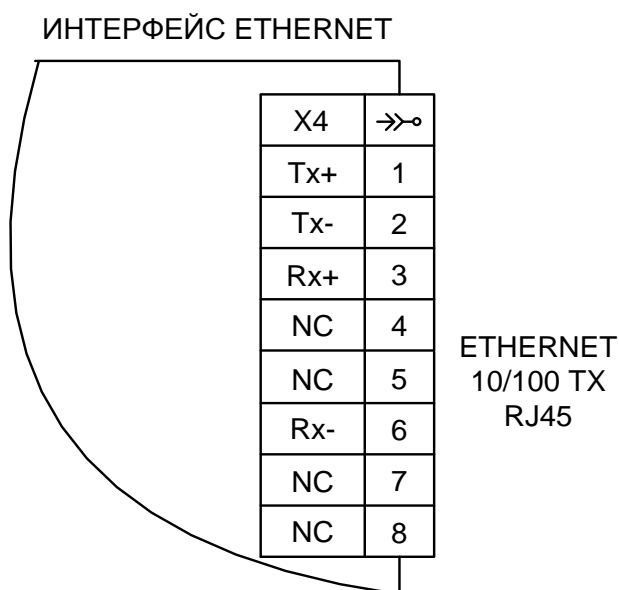 ИНТЕРФЕЙС ETHERNET
X4
Tx+ 1
Tx- 2
Rx+ 3
NC 4
NC 5
Rx- 6
NC 7
NC 8
ETHERNET
10/100 TX
RJ45